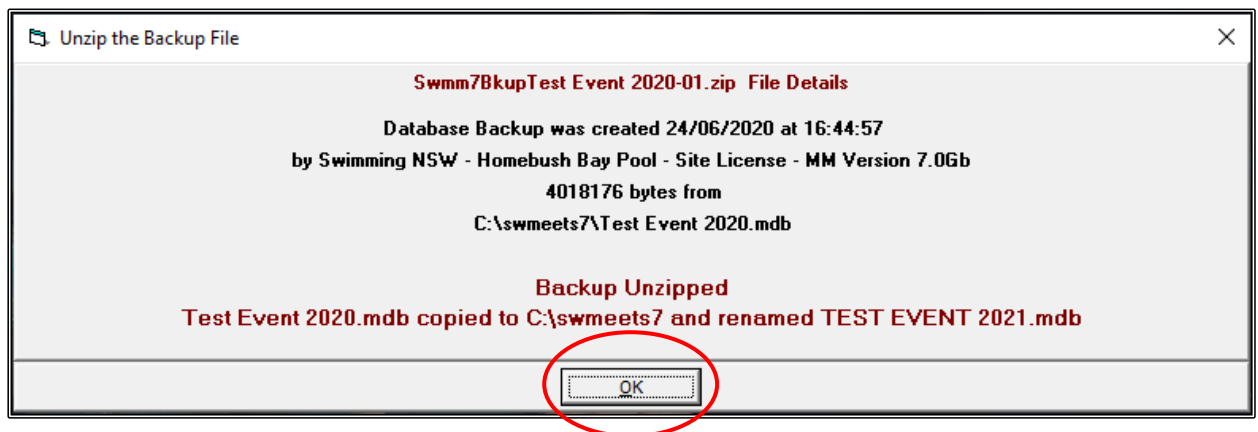 Unzip the Backup File
Swmm7BkupTest Event 2020-01.zip File Details
Database Backup was created 24/06/2020 at 16:44:57
by Swimming NSW - Homebush Bay Pool - Site License - MM Version 7.0Gb
4018176 bytes from
C:\swmeets7\Test Event 2020.mdb
Backup Unzipped
Test Event 2020.mdb copied to C:\swmeets7 and renamed TEST EVENT 2021.mdb
OK